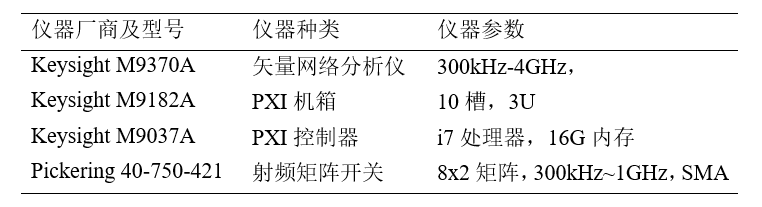 仪器厂商及型号 仪器种类 仪器参数
Keysight M9370A 矢量网络分析仪 300kHz-4GHz，
Keysight M9182A PXI 机箱 10 槽，3U
Keysight M9037A PXI 控制器 i7 处理器，16G 内存
Pickering 40-750-421 射频矩阵开关 8x2 矩阵，300kHz~1GHz，SMA